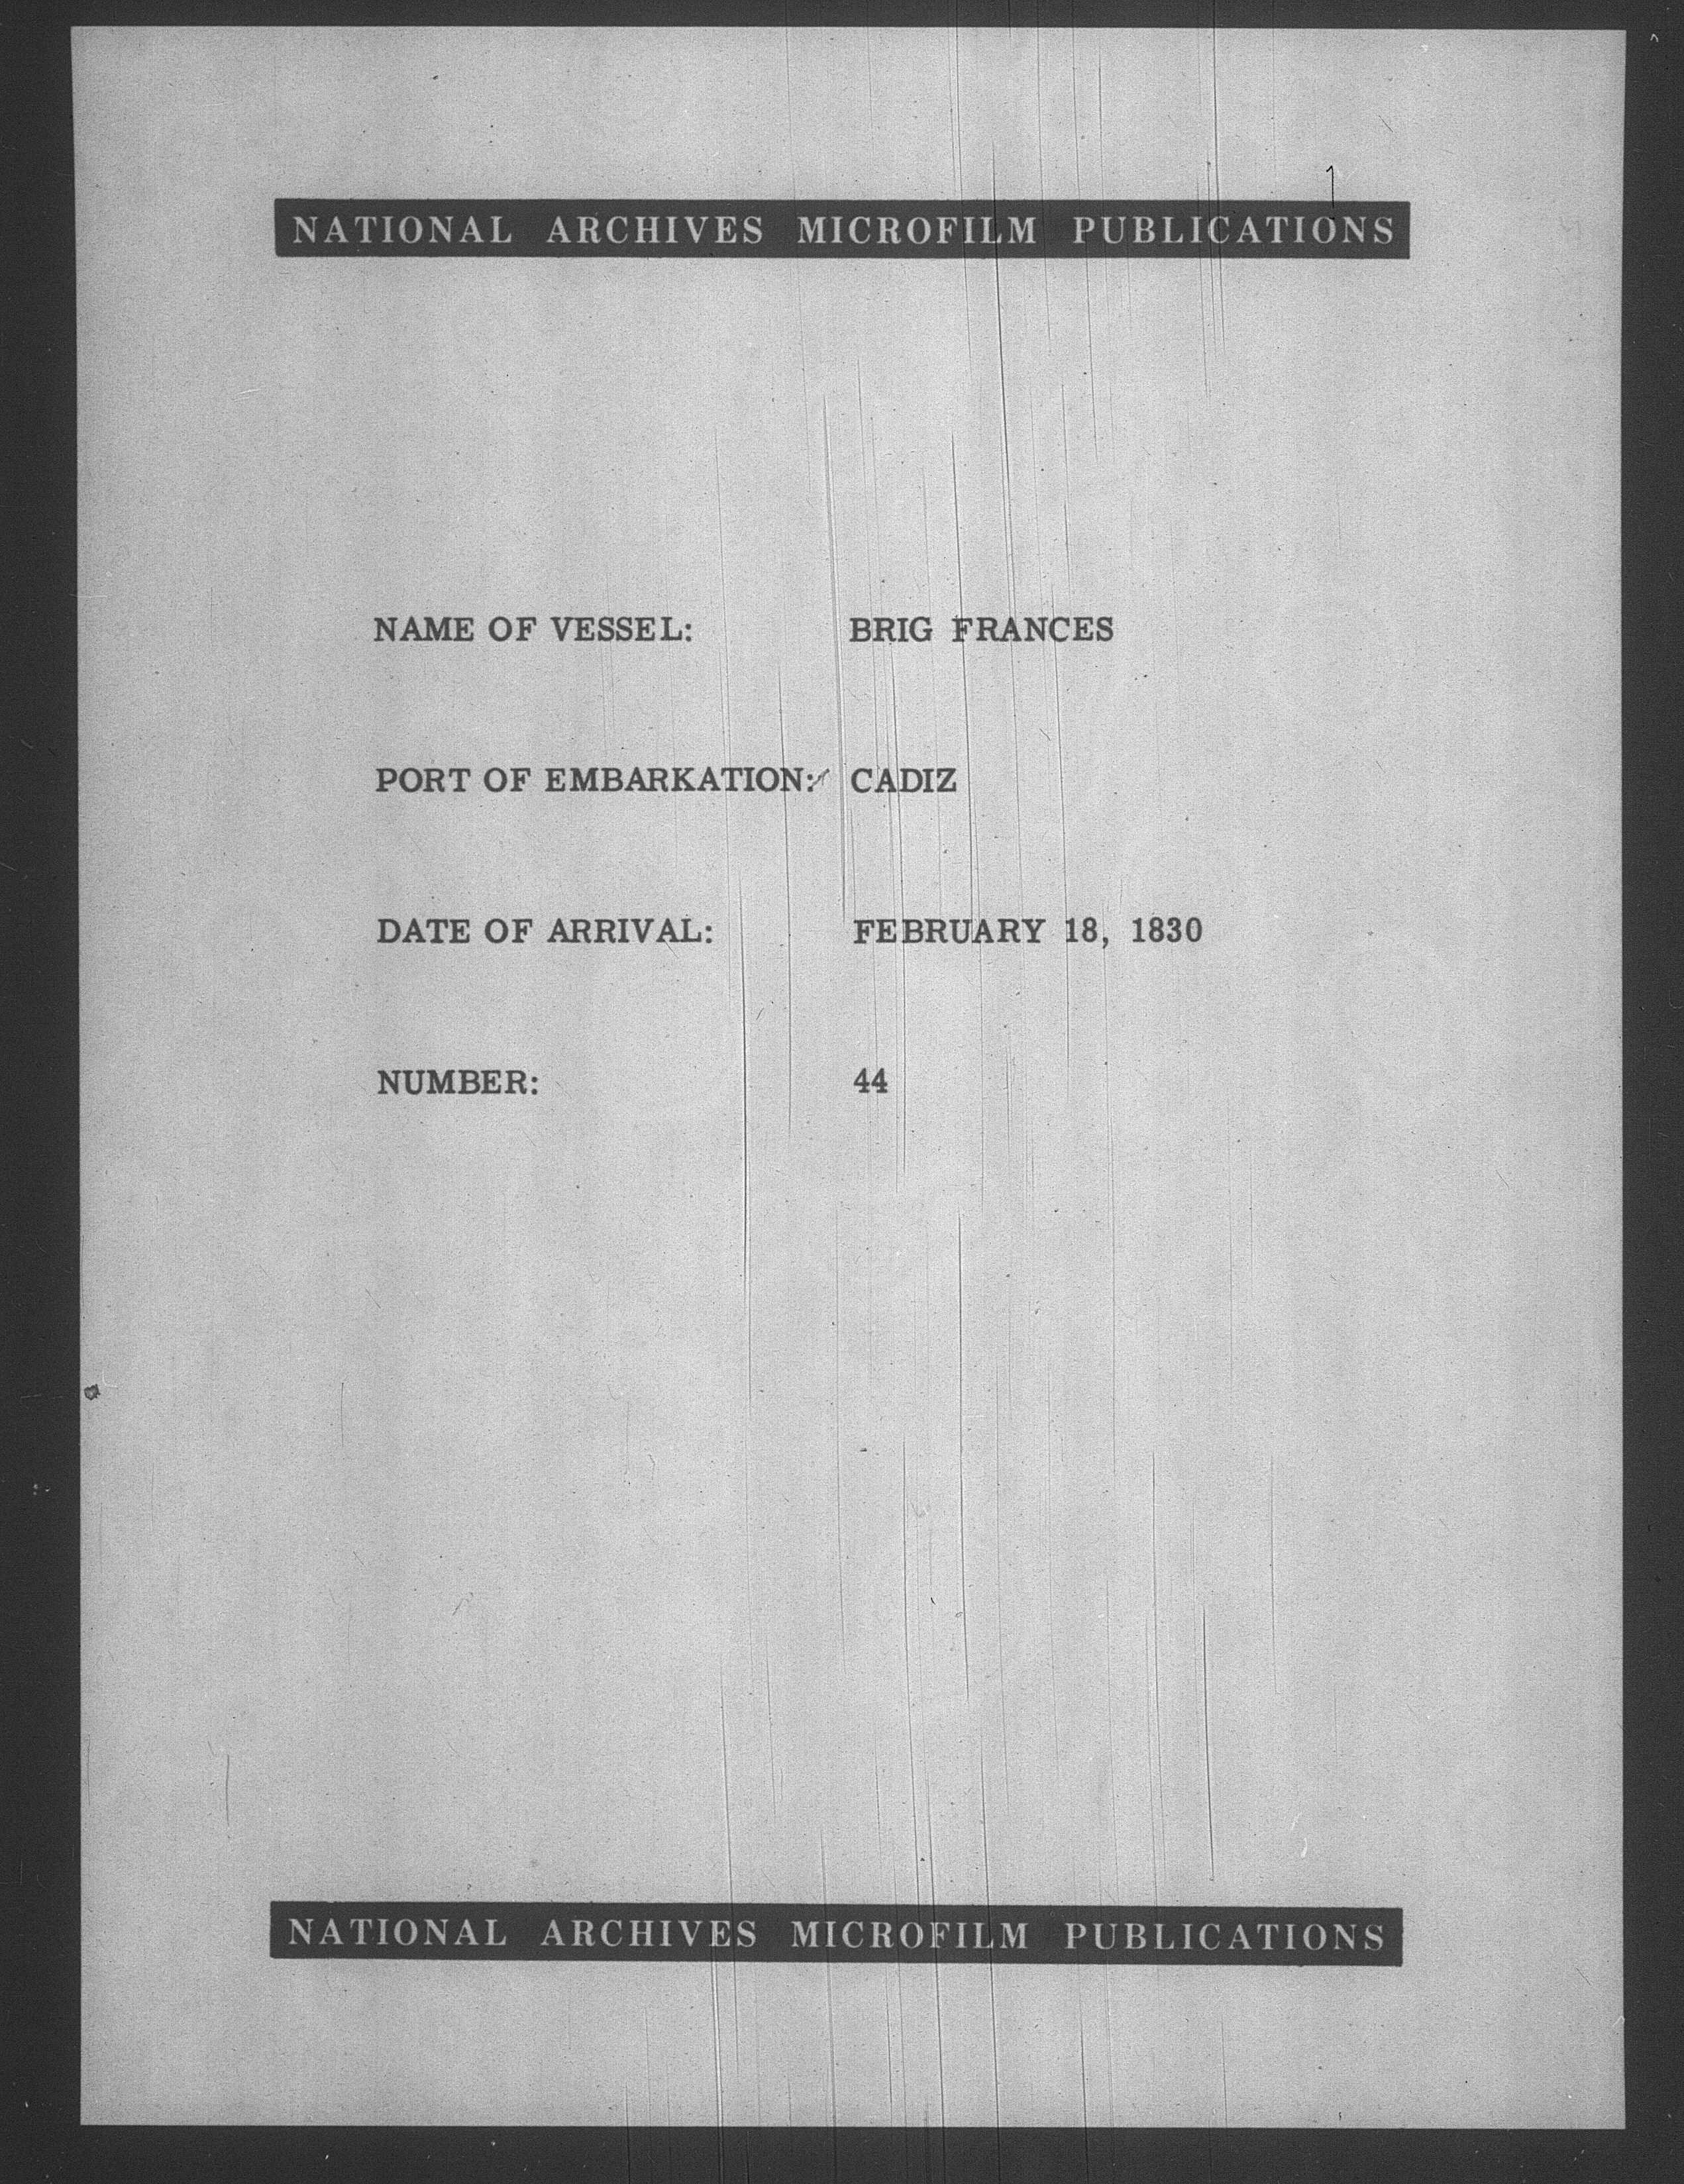 NATIONAL ARCHIVES MICROFILM PUBLICATIONS
NAME OF VESSEL: BRIG FRANCES
PORT OF EMBARKATION: CADIZ
DATE OF ARRIVAL: FEBRUARY 18, 1830
NUMBER: 44
NATIONAL ARCHIVES MICROFILM PUBLICATIONS